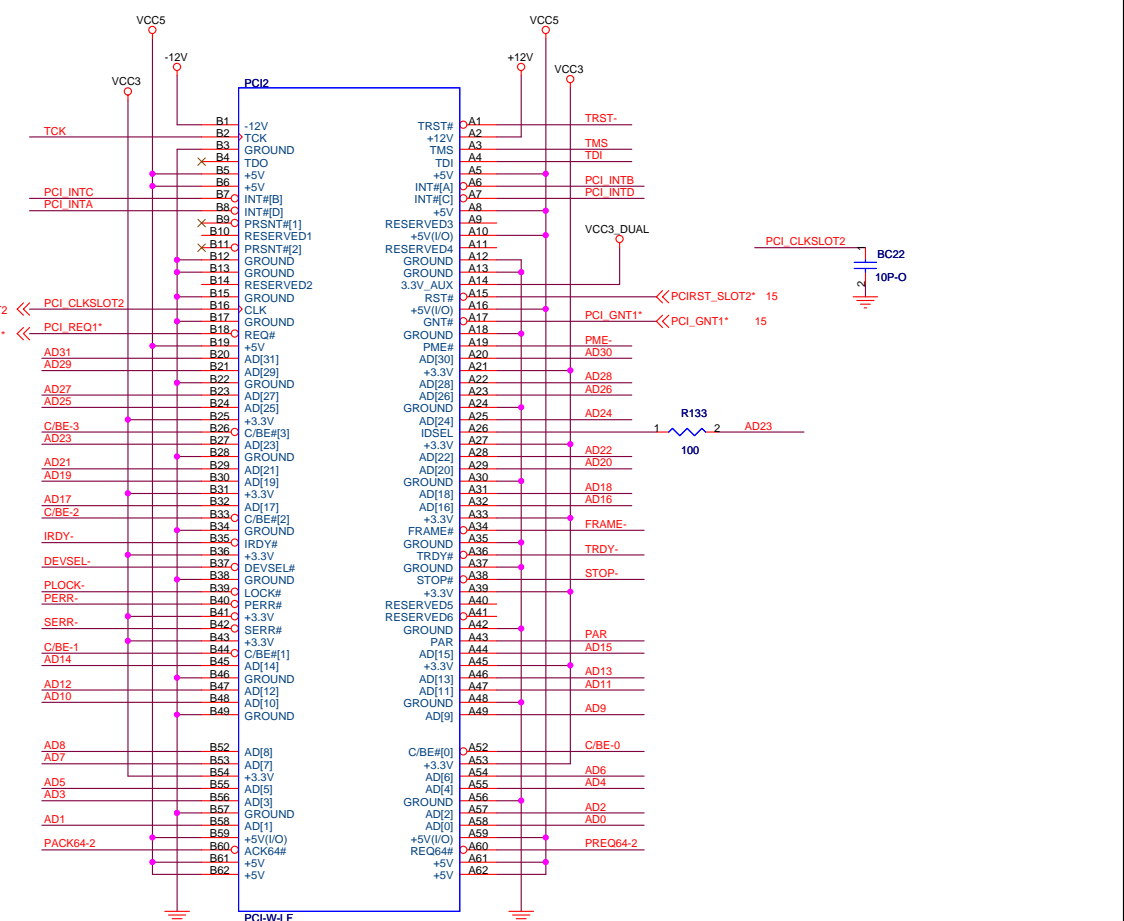 VCC5
VCC5
-12V
+12V
VCC3
VCC3
PCI2
TCK
PCI_INTC
PCI_INTA
2
PCI_CLKSLOT2
*
PCI_REQ1*
AD31
AD29
AD27
AD25
C/BE-3
AD23
AD21
AD19
AD17
C/BE-2
IRDY-
DEVSEL-
PLOCK-
PERR-
SERR-
C/BE-1
AD14
AD12
AD10
AD8
AD7
AD5
AD3
AD1
PACK64-2
B1 -12V
B2 TCK
B3 GROUND
B4 TDO
B5 +5V
B6 +5V
B7 INT#[B]
B8 INT#[D]
B9 PRSNT#[1]
B10 RESERVED1
B11 PRSNT#[2]
B12 GROUND
B13 GROUND
B14 RESERVED2
B15 GROUND
B16 CLK
B17 GROUND
B18 REQ#
B19 +5V
B20 AD[31]
B21 AD[29]
B22 GROUND
B23 AD[27]
B24 AD[25]
B25 +3.3V
B26 C/BE#[3]
B27 AD[23]
B28 GROUND
B29 AD[21]
B30 AD[19]
B31 +3.3V
B32 AD[17]
B33 C/BE#[2]
B34 GROUND
B35 IRDY#
B36 +3.3V
B37 DEVSEL#
B38 GROUND
B39 LOCK#
B40 PERR#
B41 +3.3V
B42 SERR#
B43 +3.3V
B44 C/BE#[1]
B45 AD[14]
B46 GROUND
B47 AD[12]
B48 AD[10]
B49 GROUND
B52 AD[8]
B53 AD[7]
B54 +3.3V
B55 AD[5]
B56 AD[3]
B57 GROUND
B58 AD[1]
B59 +5V(I/O)
B60 ACK64#
B61 +5V
B62 +5V
TRST# A1
+12V A2
TMS A3
TDI A4
+5V A5
INT#[A] A6
INT#[C] A7
+5V A8
RESERVED3 A9
+5V(I/O) A10
RESERVED4 A11
GROUND A12
GROUND A13
3.3V_AUX A14
RST# A15
+5V(I/O) A16
GNT# A17
GROUND A18
PME# A19
AD[30] A20
+3.3V A21
AD[28] A22
AD[26] A23
GROUND A24
AD[24] A25
IDSEL A26
+3.3V A27
AD[22] A28
AD[20] A29
GROUND A30
AD[18] A31
AD[16] A32
+3.3V A33
FRAME# A34
GROUND A35
TRDY# A36
GROUND A37
STOP# A38
+3.3V A39
RESERVED5 A40
RESERVED6 A41
GROUND A42
PAR A43
AD[15] A44
+3.3V A45
AD[13] A46
AD[11] A47
GROUND A48
AD[9] A49
C/BE#[0] A52
+3.3V A53
AD[6] A54
AD[4] A55
GROUND A56
AD[2] A57
AD[0] A58
+5V(I/O) A59
REQ64# A60
+5V A61
+5V A62
TRST-
TMS
TDI
PCI_INTB
PCI_INTD
VCC3_DUAL
PCIRST_SLOT2* 15
PCI_GNT1*
PCI_GNT1* 15
PME-
AD30
AD28
AD26
AD24
AD22
AD20
AD18
AD16
FRAME-
TRDY-
STOP-
PAR
AD15
AD13
AD11
AD9
C/BE-0
AD6
AD4
AD2
AD0
PREQ64-2
PCI_CLKSLOT2
1
BC22
10P-O
2
R133
1 2
100
AD23
PCI-W-LF